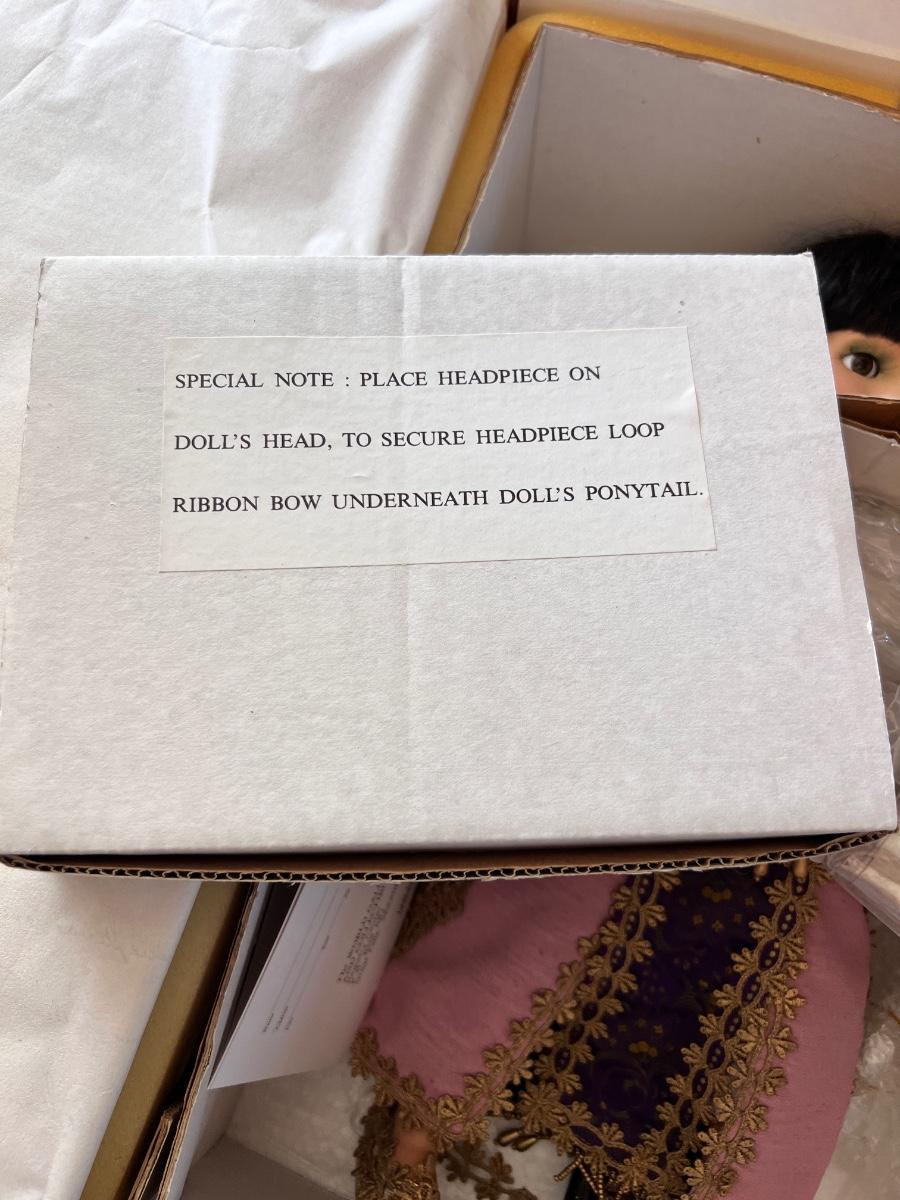 SPECIAL NOTE : PLACE HEADPIECE ON
DOLL'S HEAD, TO SECURE HEADPIECE LOOP
RIBBON BOW UNDERNEATH DOLL'S PONYTAIL.